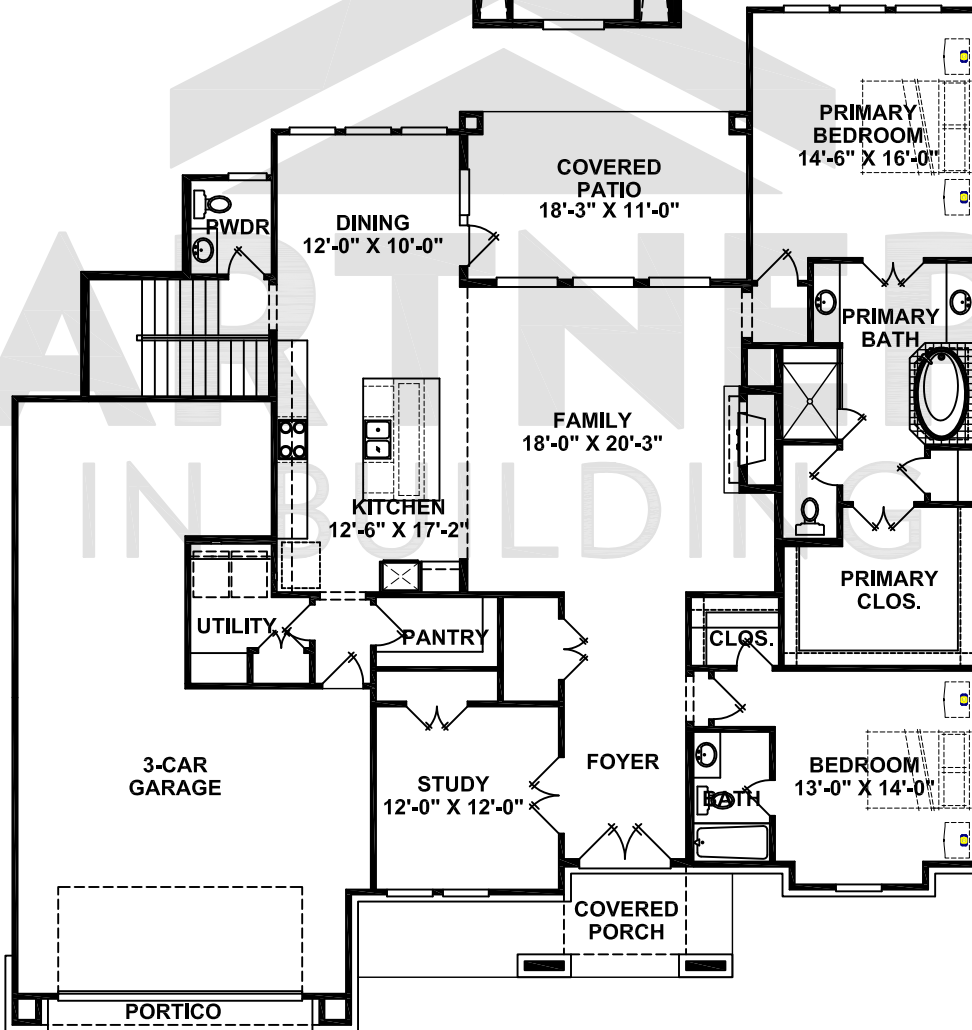 PRIMARY
BEDROOM
14'-6" X 16'-0"
COVERED
PATIO
18'-3" X 11'-0"
PWDR
DINING
12'-0" X 10'-0"
PRIMARY
BATH
FAMILY
18'-0" X 20'-3"
KITCHEN
12'-6" X 17'-2"
PRIMARY
CLOS.
UTILITY
PANTRY
CLOS.
3-CAR
GARAGE
STUDY
12'-0" X 12'-0"
FOYER
BEDROOM
13'-0" X 14'-0"
BATH
COVERED
PORCH
PORTICO
ARTNER
IN BUILDING